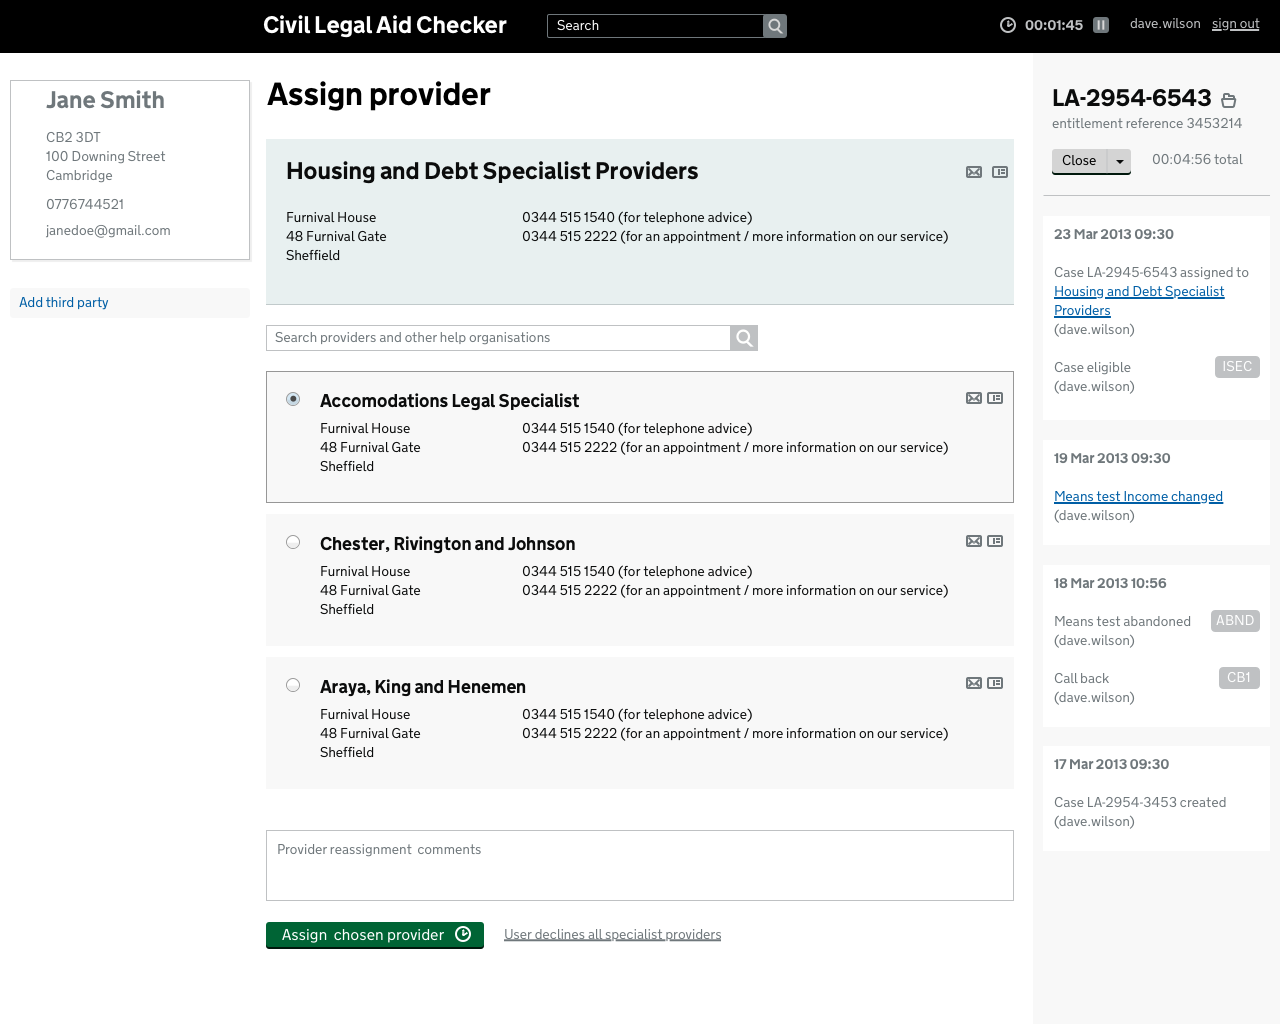 Civil Legal Aid Checker
Search
00:01:45
dave.wilson
sign out
Jane Smith
CB2 3DT
100 Downing Street
Cambridge
0776744521
janedoe@gmail.com
Add third party
Assign provider
Housing and Debt Specialist Providers
Furnival House
48 Furnival Gate
Sheffield
0344 515 1540 (for telephone advice)
0344 515 2222 (for an appointment / more information on our service)
Search providers and other help organisations
Accomodations Legal Specialist
Furnival House
48 Furnival Gate
Sheffield
0344 515 1540 (for telephone advice)
0344 515 2222 (for an appointment / more information on our service)
Chester, Rivington and Johnson
Furnival House
48 Furnival Gate
Sheffield
0344 515 1540 (for telephone advice)
0344 515 2222 (for an appointment / more information on our service)
Araya, King and Henemen
Furnival House
48 Furnival Gate
Sheffield
0344 515 1540 (for telephone advice)
0344 515 2222 (for an appointment / more information on our service)
Provider reassignment comments
Assign chosen provider
User declines all specialist providers
LA-2954-6543
entitlement reference 3453214
Close
00:04:56 total
23 Mar 2013 09:30
Case LA-2945-6543 assigned to
Housing and Debt Specialist
Providers
(dave.wilson)
Case eligible
ISEC
(dave.wilson)
19 Mar 2013 09:30
Means test Income changed
(dave.wilson)
18 Mar 2013 10:56
Means test abandoned
ABND
(dave.wilson)
Call back
CB1
(dave.wilson)
17 Mar 2013 09:30
Case LA-2954-3453 created
(dave.wilson)